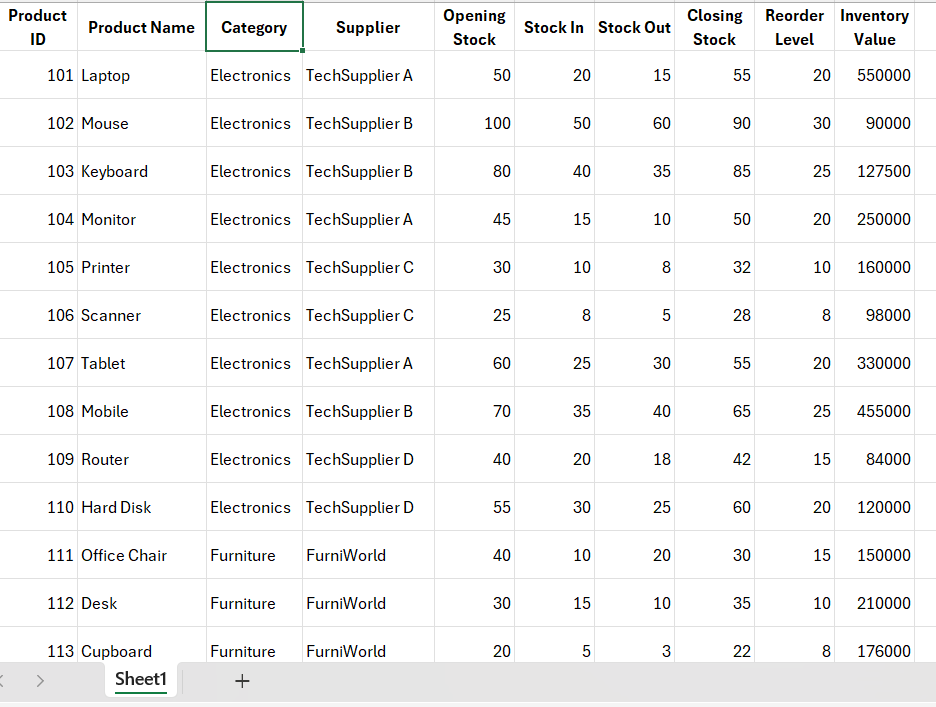 Product ID Product Name Category Supplier Opening Stock Stock In Stock Out Closing Stock Reorder Level Inventory Value
101 Laptop Electronics TechSupplier A 50 20 15 55 20 550000
102 Mouse Electronics TechSupplier B 100 50 60 90 30 90000
103 Keyboard Electronics TechSupplier B 80 40 35 85 25 127500
104 Monitor Electronics TechSupplier A 45 15 10 50 20 250000
105 Printer Electronics TechSupplier C 30 10 8 32 10 160000
106 Scanner Electronics TechSupplier C 25 8 5 28 8 98000
107 Tablet Electronics TechSupplier A 60 25 30 55 20 330000
108 Mobile Electronics TechSupplier B 70 35 40 65 25 455000
109 Router Electronics TechSupplier D 40 20 18 42 15 84000
110 Hard Disk Electronics TechSupplier D 55 30 25 60 20 120000
111 Office Chair Furniture FurniWorld 40 10 20 30 15 150000
112 Desk Furniture FurniWorld 30 15 10 35 10 210000
113 Cupboard Furniture FurniWorld 20 5 3 22 8 176000
Sheet1